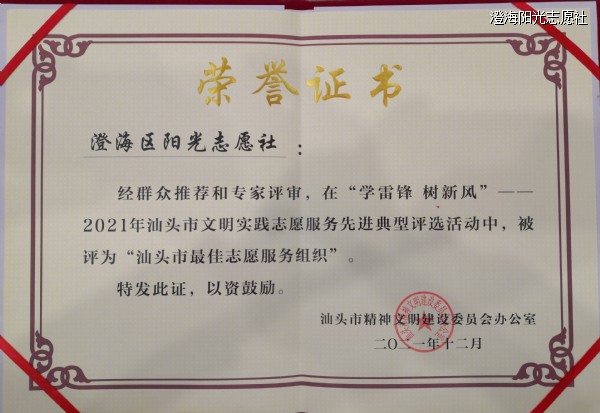 澄海阳光志愿社
荣誉证书
澄海区阳光志愿社：
经群众推荐和专家评审，在“学雷锋 树新风”——
2021年汕头市文明实践志愿服务先进典型评选活动中，被
评为“汕头市最佳志愿服务组织”。
特发此证，以资鼓励。
汕头市精神文明建设委员会办公室
二〇二一年十二月